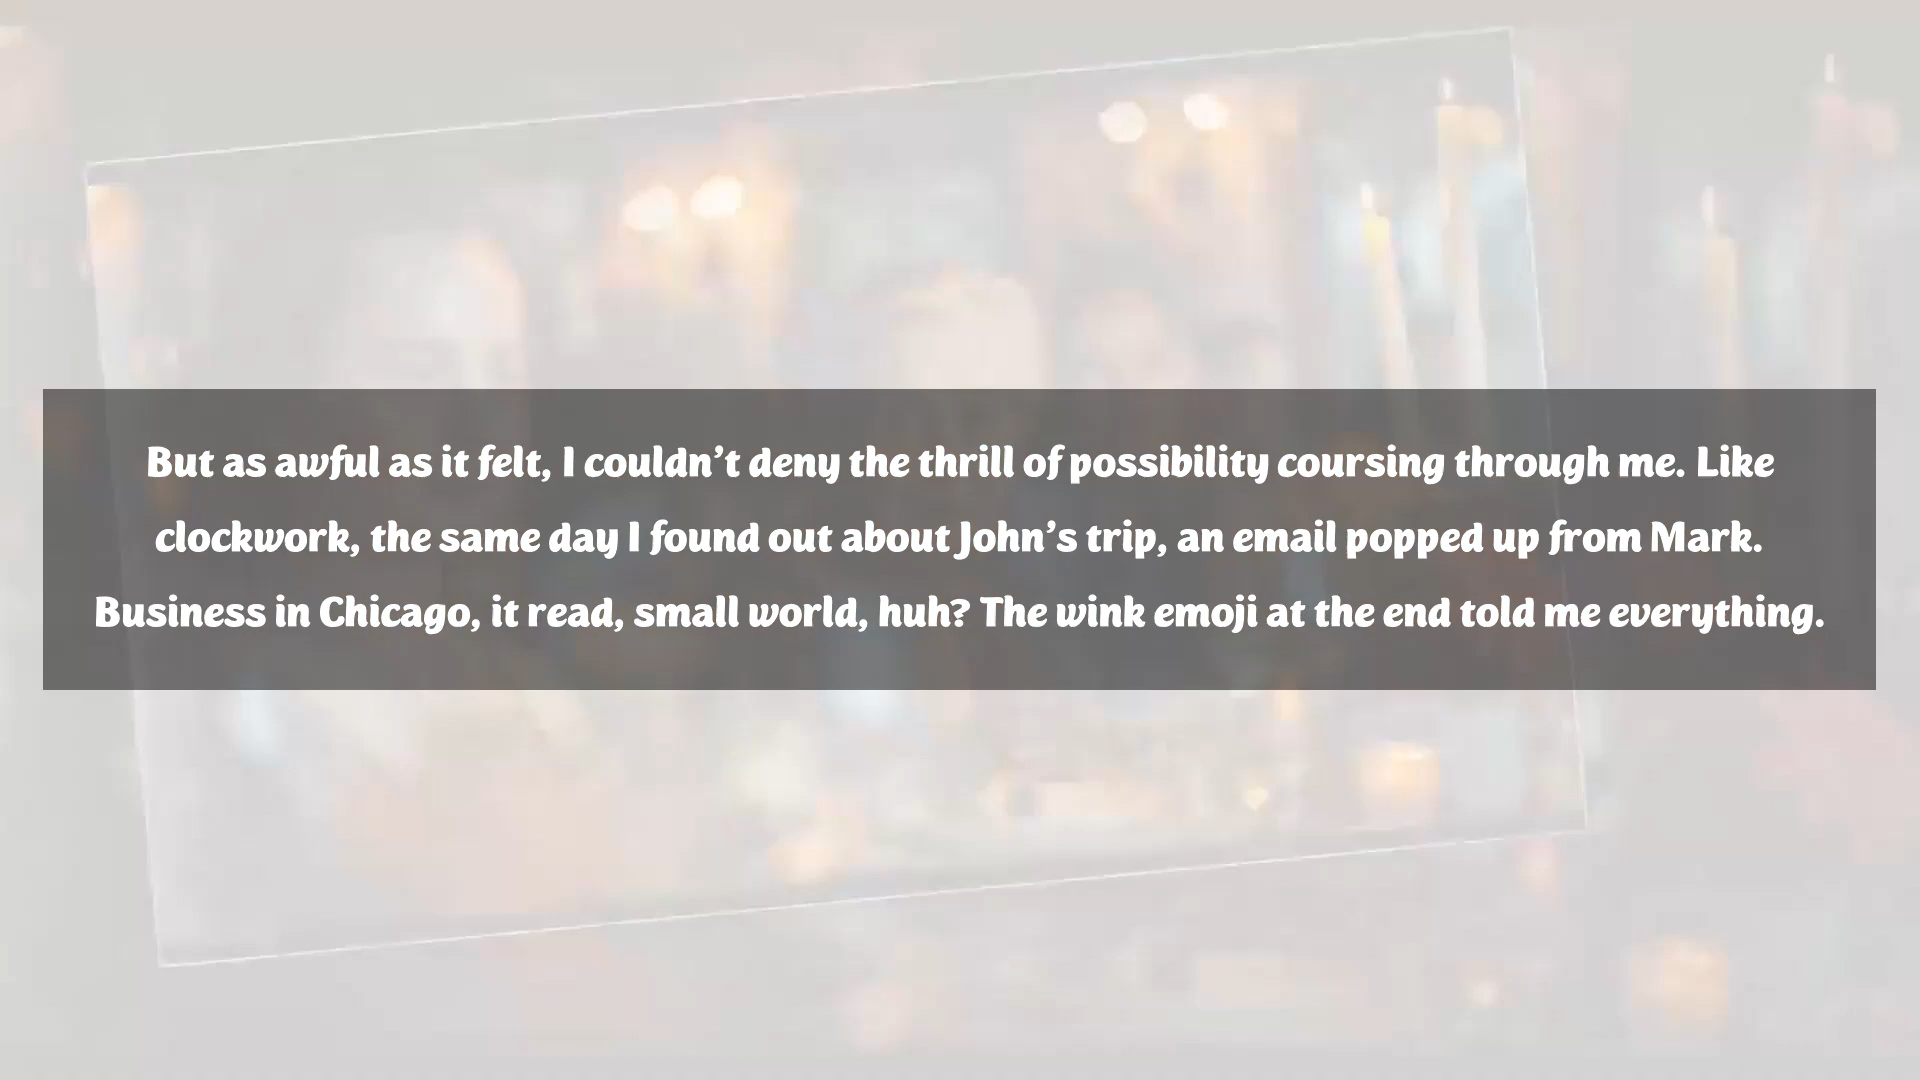 But as awful as it felt, I couldn’t deny the thrill of possibility coursing through me. Like
clockwork, the same day I found out about John’s trip, an email popped up from Mark.
Business in Chicago, it read, small world, huh? The wink emoji at the end told me everything.